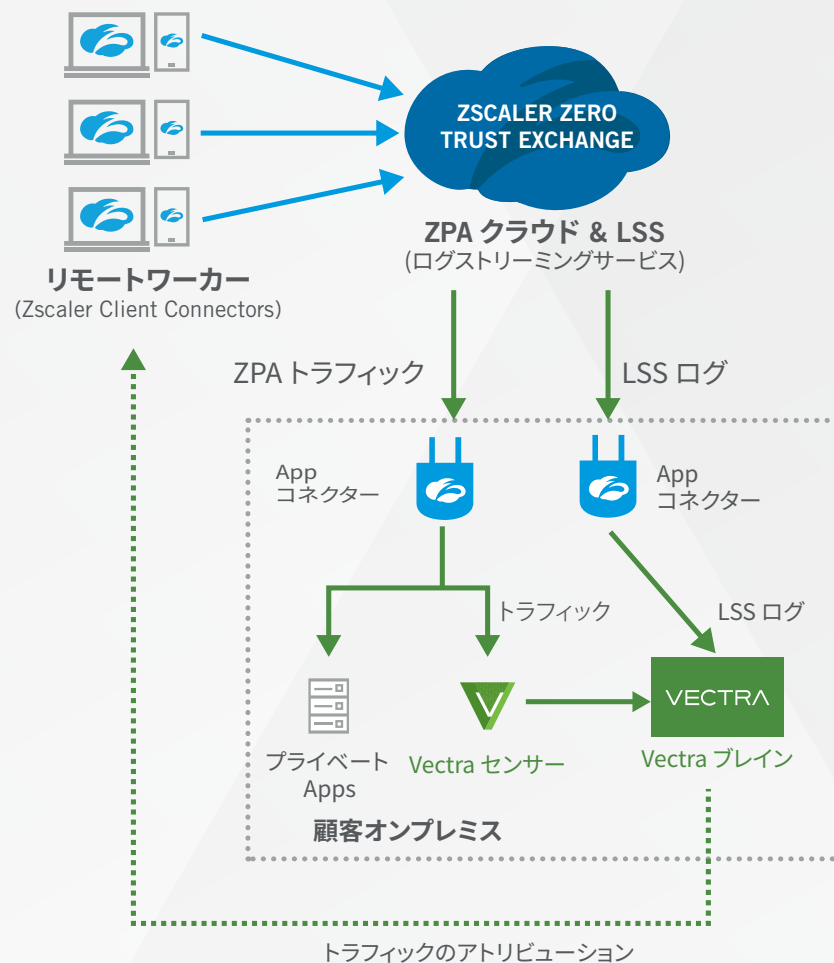 ZSCALER ZERO
TRUST EXCHANGE
ZPA クラウド & LSS
(ログストリーミングサービス)
リモートワーカー
(Zscaler Client Connectors)
ZPA トラフィック
LSS ログ
App
コネクター
App
コネクター
トラフィック
LSS ログ
VECTRA
プライベート
Apps
Vectra センサー
Vectra ブレイン
顧客オンプレミス
トラフィックのアトリビューション